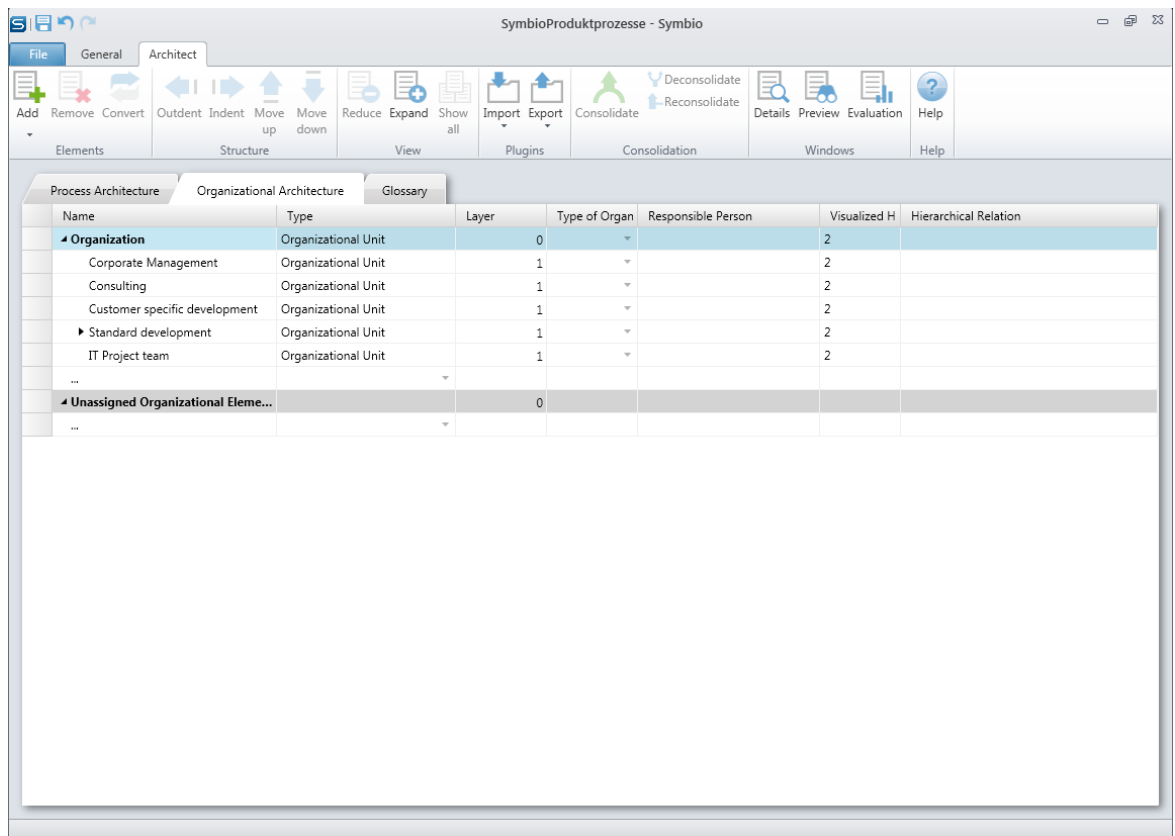 SymbioProduktprozesse - Symbio
File General Architect
Add Remove Convert Outdent Indent Move up Move down Reduce Expand Show all Import Export Consolidate Deconsolidate Reconsolidate Details Preview Evaluation Help
Elements Structure View Plugins Consolidation Windows Help
Process Architecture Organizational Architecture Glossary
Name Type Layer Type of Organ Responsible Person Visualized H Hierarchical Relation
Organization Organizational Unit 0 2
Corporate Management Organizational Unit 1 2
Consulting Organizational Unit 1 2
Customer specific development Organizational Unit 1 2
Standard development Organizational Unit 1 2
IT Project team Organizational Unit 1 2
...
Unassigned Organizational Eleme... 0
...